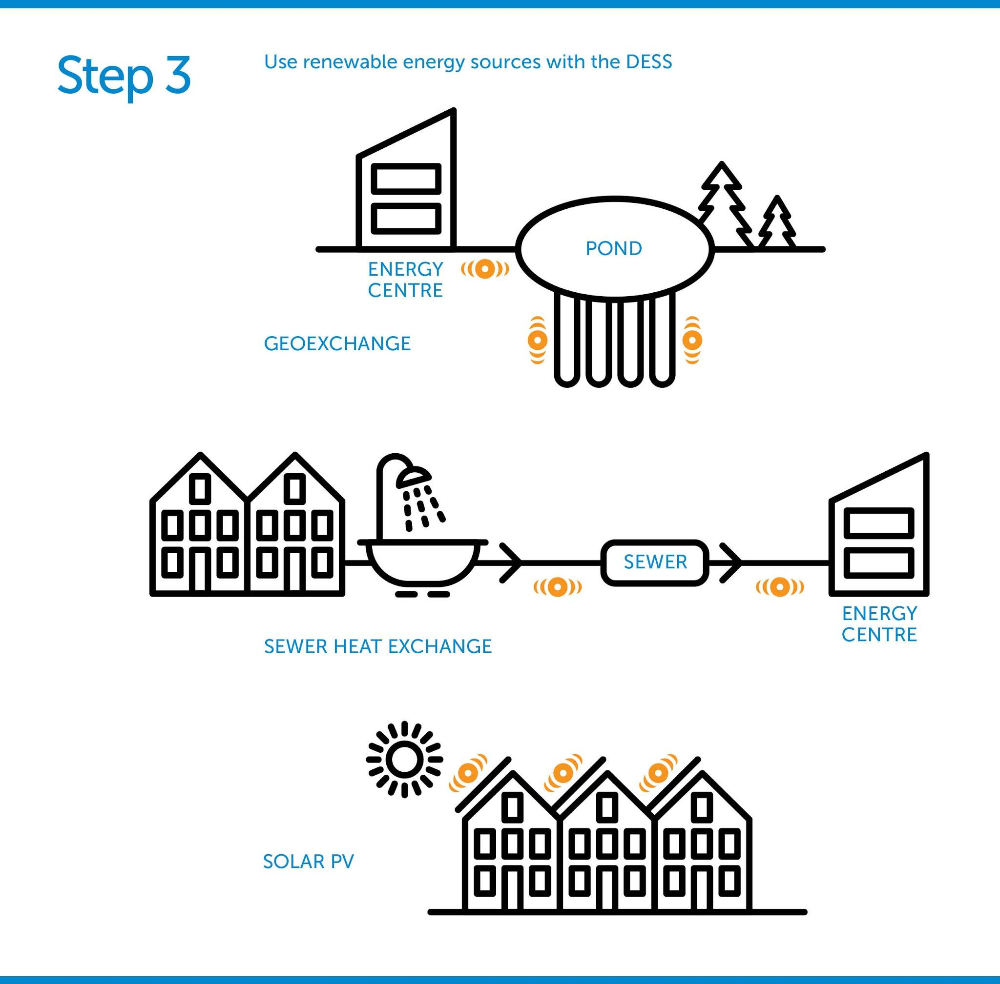 Step 3
Use renewable energy sources with the DESS
POND
ENERGY
CENTRE
GEOEXCHANGE
SEWER
ENERGY
CENTRE
SEWER HEAT EXCHANGE
SOLAR PV